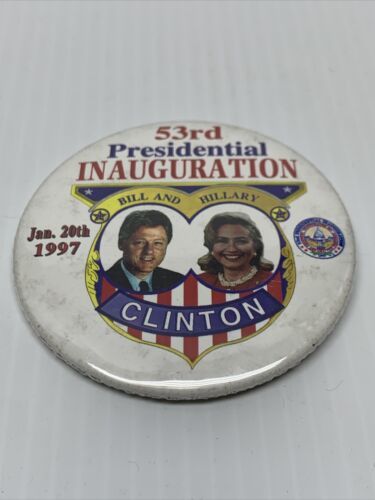 53rd
Presidential
INAUGURATION
BILL AND HILLARY
Jan. 20th
1997
CLINTON